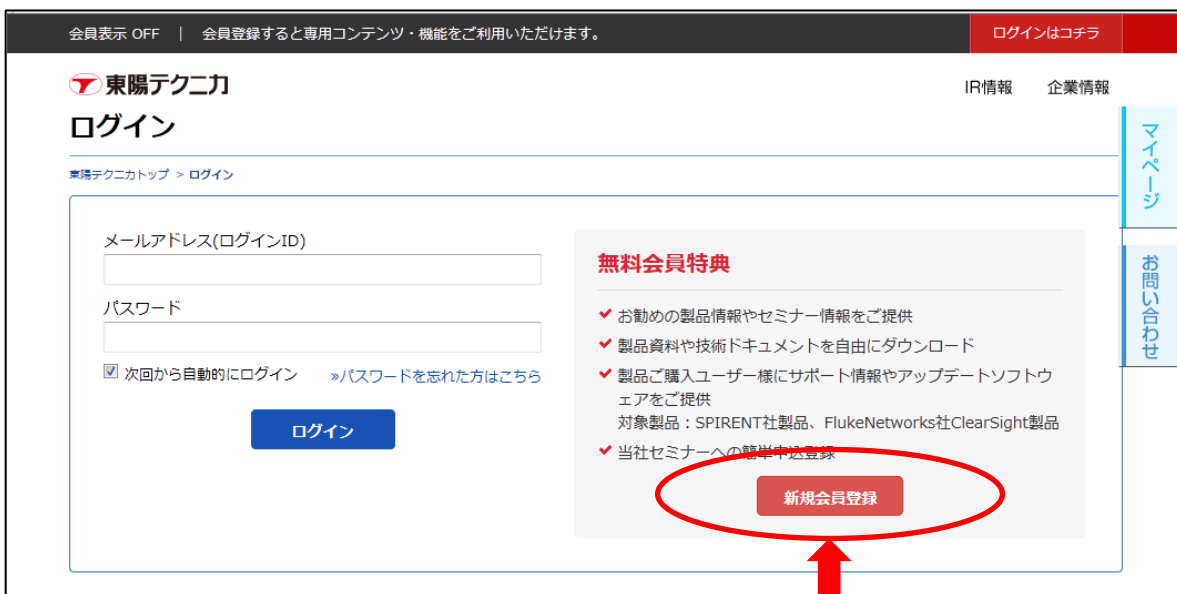 会員表示 OFF | 会員登録すると専用コンテンツ・機能をご利用いただけます。
ログインはコチラ
東陽テクニカ
IR情報 企業情報
ログイン
東陽テクニカトップ > ログイン
マイページ
お問い合わせ
メールアドレス(ログインID)
パスワード
次回から自動的にログイン »パスワードを忘れた方はこちら
ログイン
無料会員特典
お勧めの製品情報やセミナー情報をご提供
製品資料や技術ドキュメントを自由にダウンロード
製品ご購入ユーザー様にサポート情報やアップデートソフトウ
ェアをご提供
対象製品：SPIRENT社製品、FlukeNetworks社ClearSight製品
当社セミナーへの簡単申込登録
新規会員登録